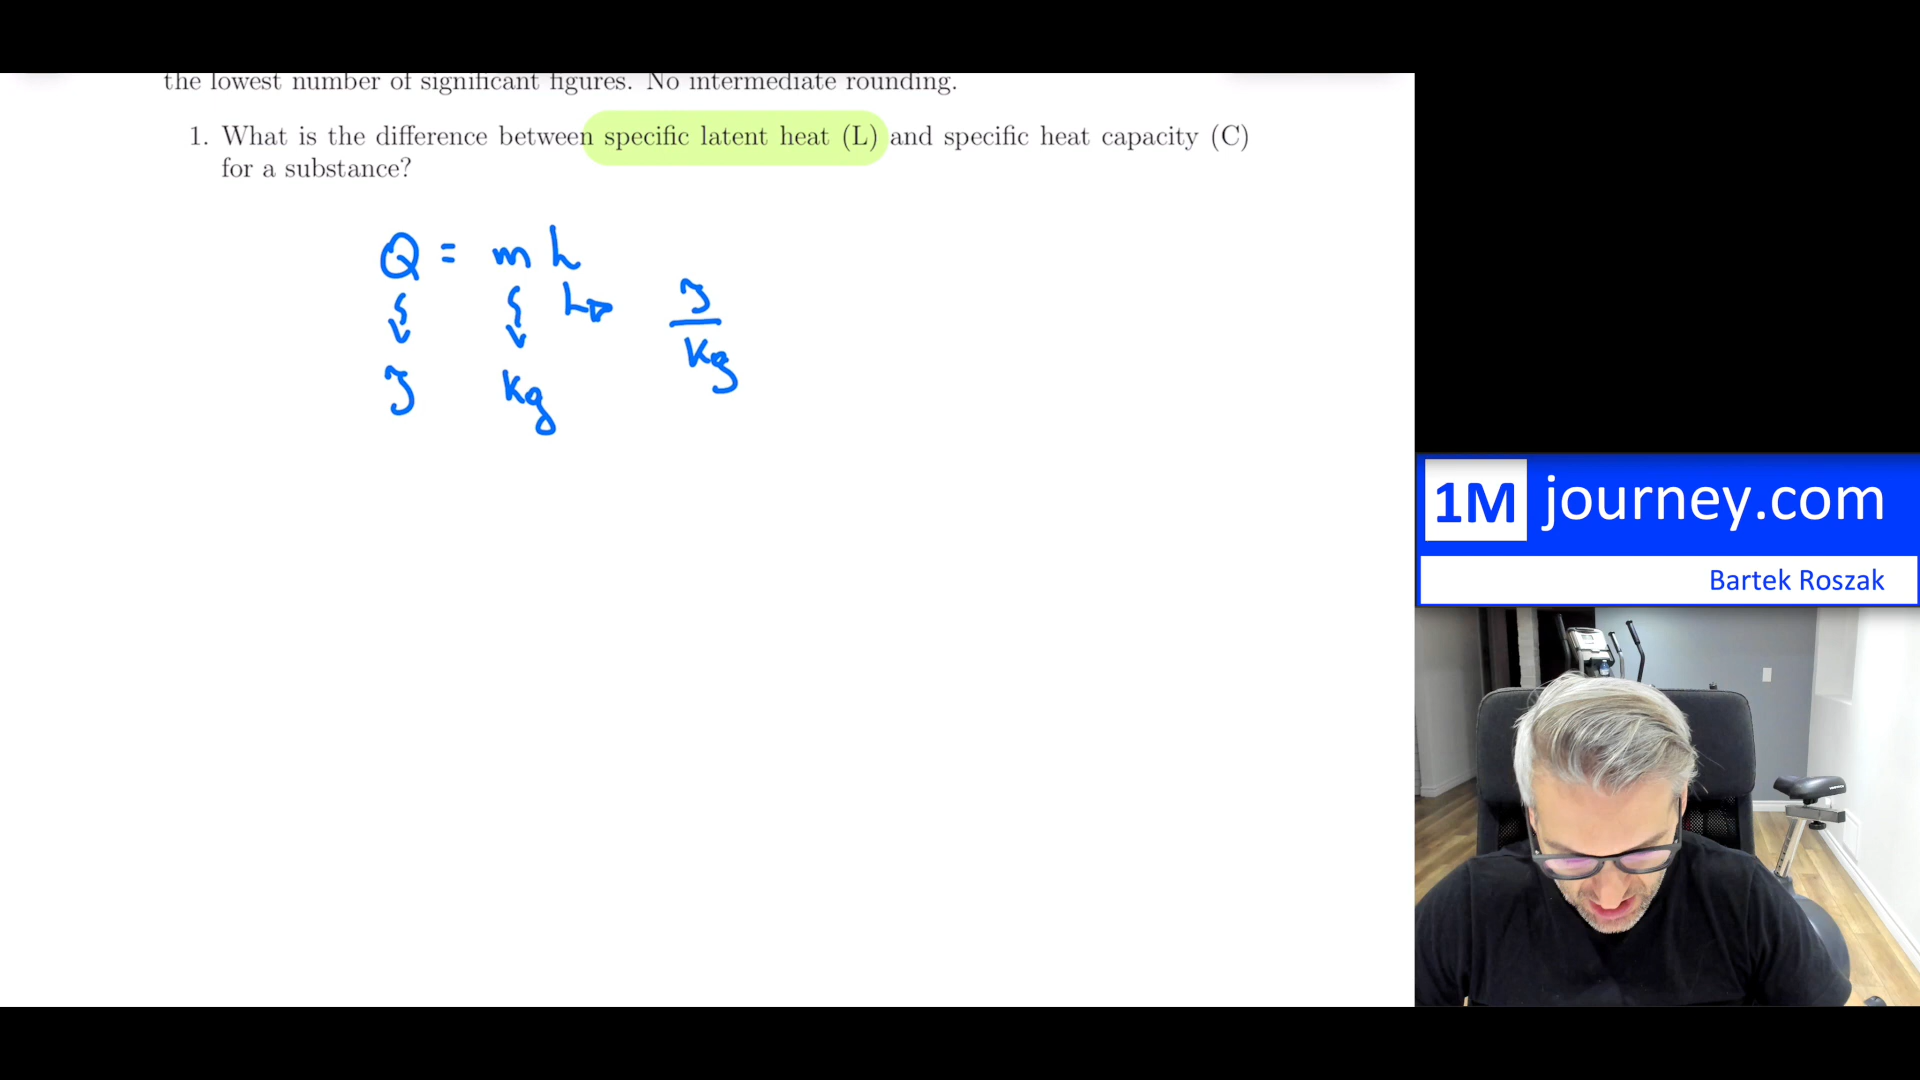 the lowest number of significant figures. No intermediate rounding.
1. What is the difference between specific latent heat (L) and specific heat capacity (C)
for a substance?
Q = m L
J
kg
J
kg
1M journey.com
Bartek Roszak